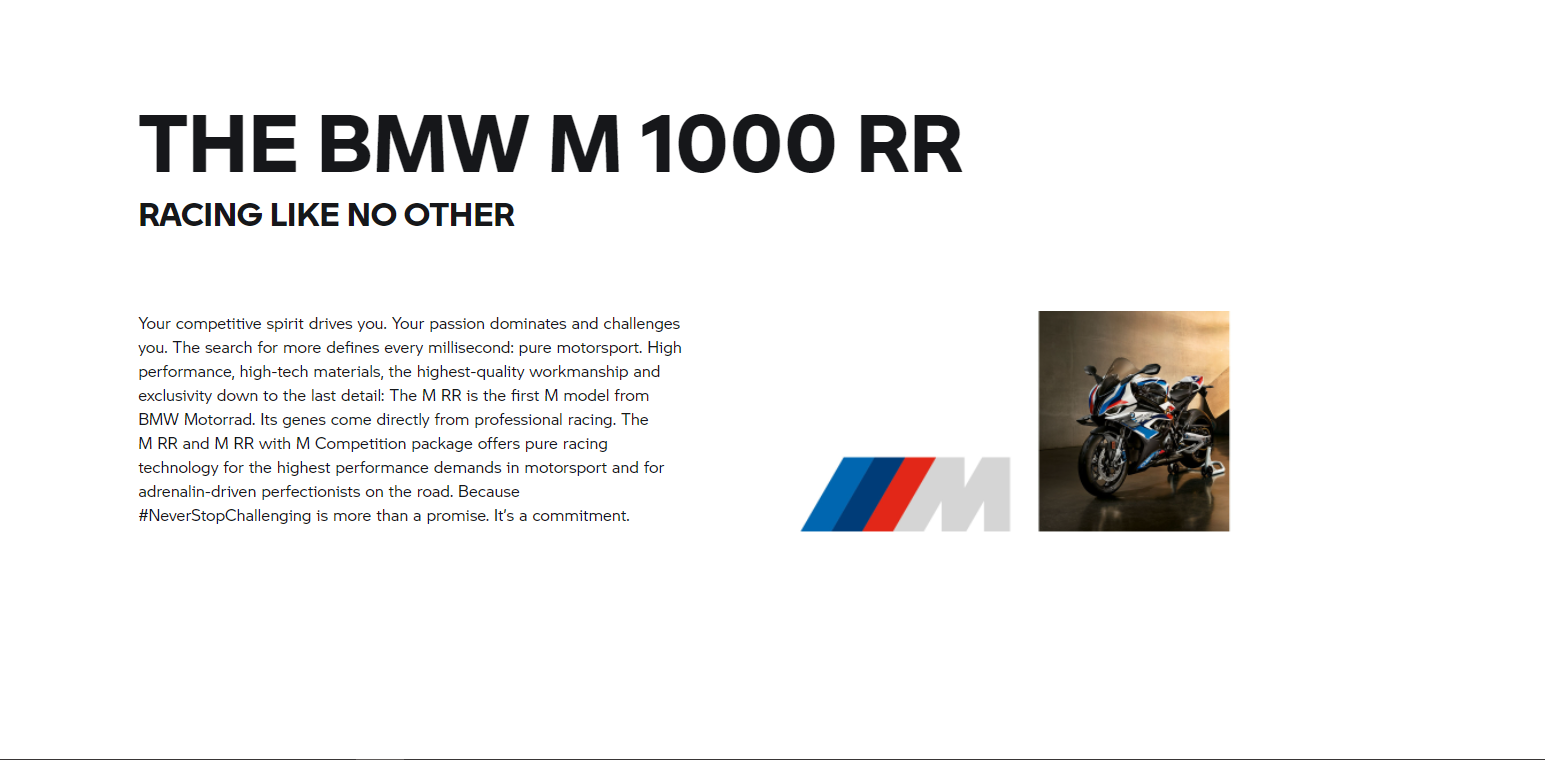 THE BMW M 1000 RR
RACING LIKE NO OTHER
Your competitive spirit drives you. Your passion dominates and challenges
you. The search for more defines every millisecond: pure motorsport. High
performance, high-tech materials, the highest-quality workmanship and
exclusivity down to the last detail: The M RR is the first M model from
BMW Motorrad. Its genes come directly from professional racing. The
M RR and M RR with M Competition package offers pure racing
technology for the highest performance demands in motorsport and for
adrenalin-driven perfectionists on the road. Because
#NeverStopChallenging is more than a promise. It’s a commitment.
M